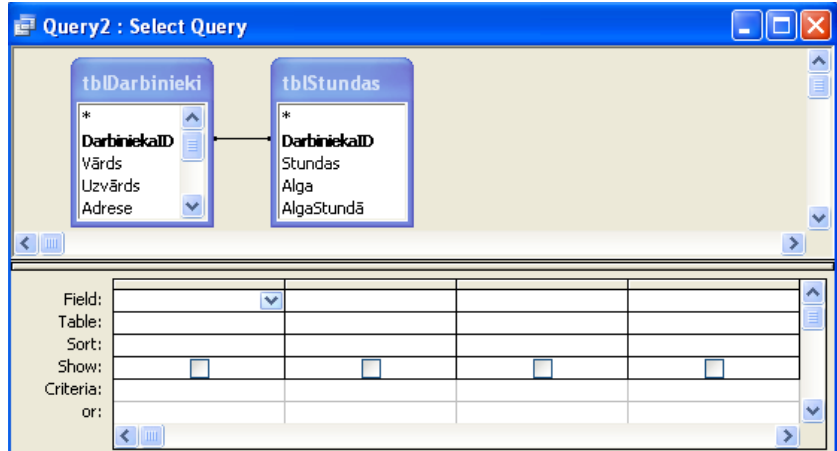 Query2 : Select Query
tblDarbinieki
*
DarbiniekaID
Vārds
Uzvārds
Adrese
tblStundas
*
DarbiniekaID
Stundas
Alga
AlgaStundā
Field:
Table:
Sort:
Show:
Criteria:
or: